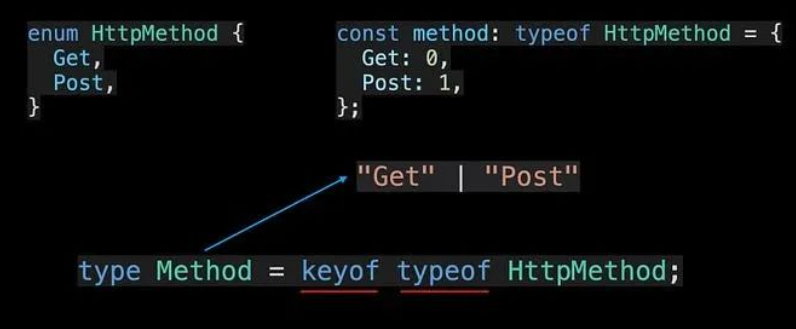 enum HttpMethod {
Get,
Post,
}
const method: typeof HttpMethod = {
Get: 0,
Post: 1,
};
"Get" | "Post"
type Method = keyof typeof HttpMethod;